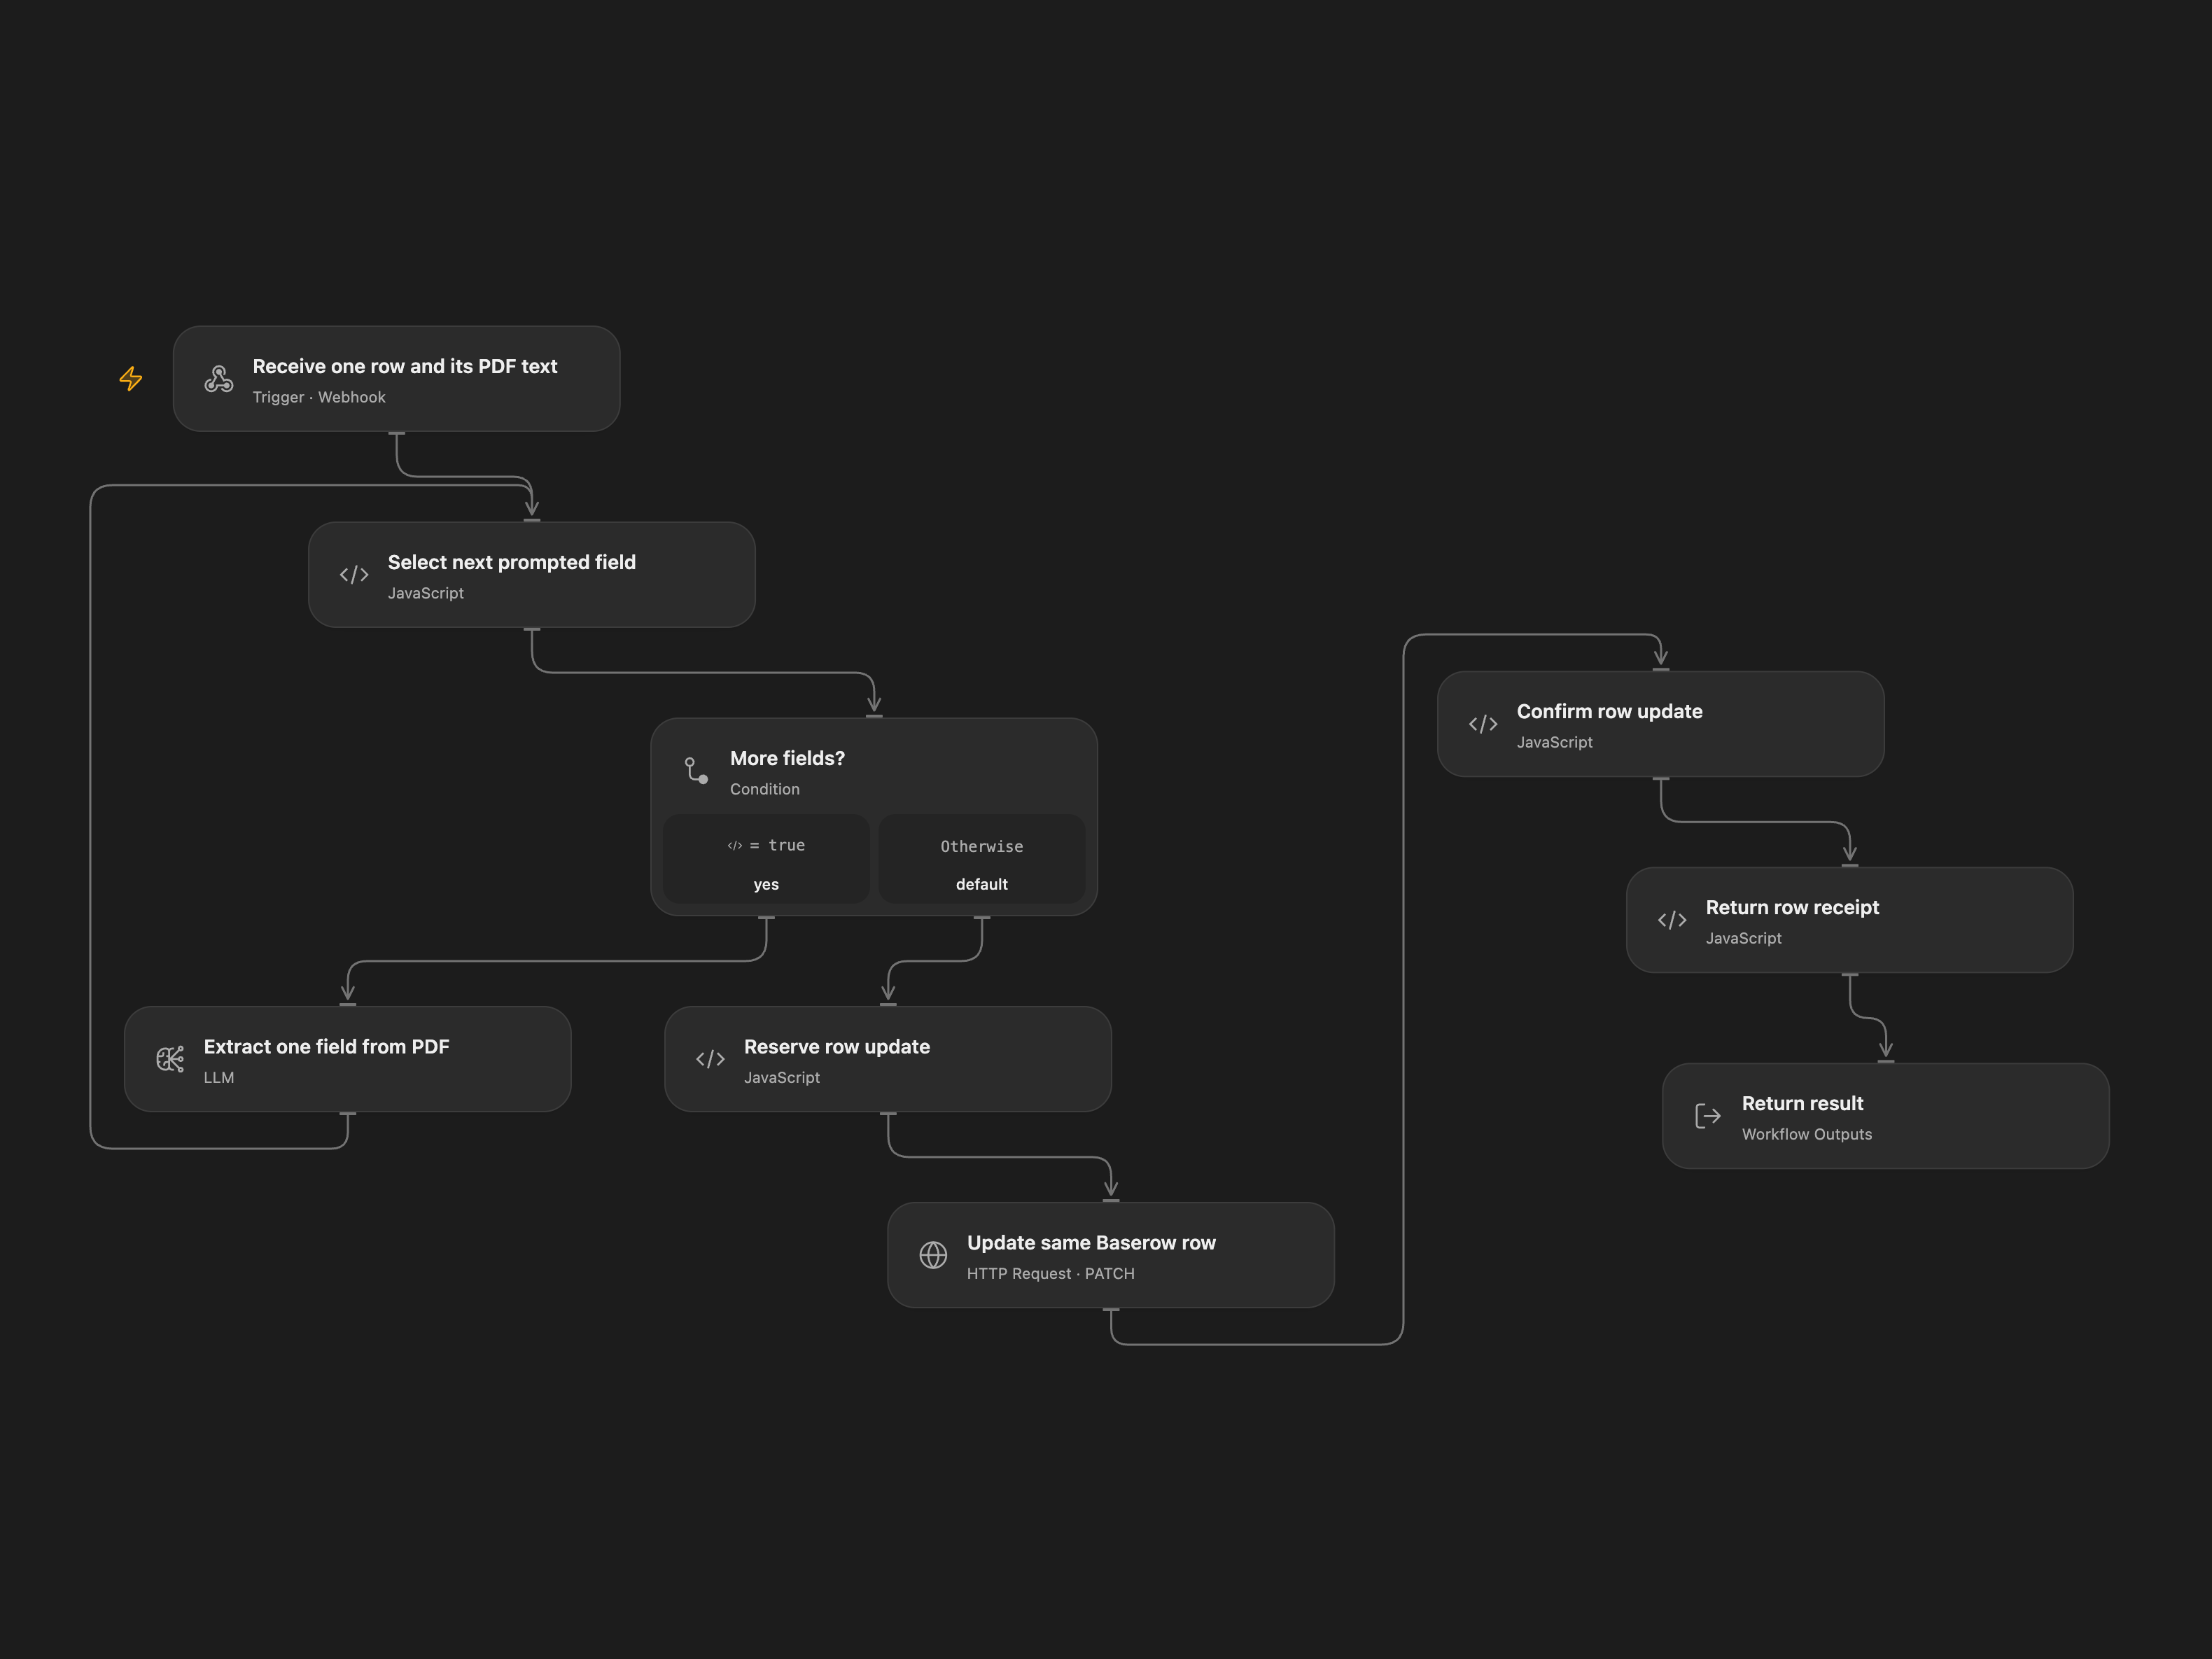 Receive one row and its PDF text
Trigger · Webhook
Select next prompted field
JavaScript
More fields?
Condition
</> = true
yes
Otherwise
default
Extract one field from PDF
LLM
Reserve row update
JavaScript
Update same Baserow row
HTTP Request · PATCH
Confirm row update
JavaScript
Return row receipt
JavaScript
Return result
Workflow Outputs